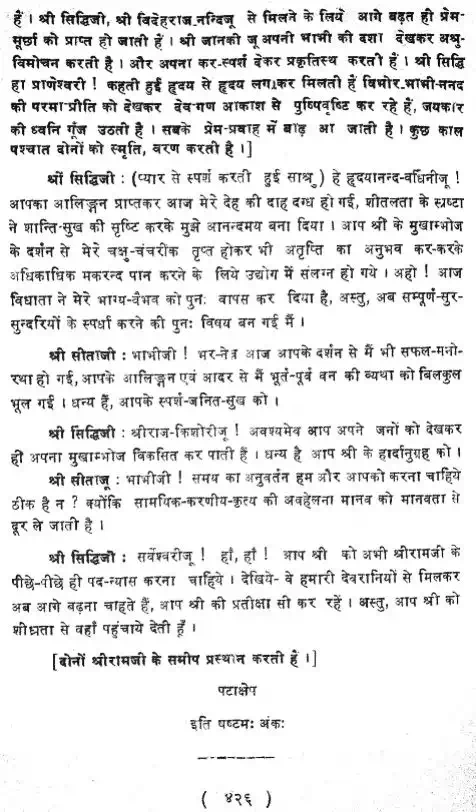 हैं । श्री सिद्धिजी, श्री विदेहराज-नन्दिजू से मिलने के लिये आगे बढ़त ही प्रेम-
मूर्छा को प्राप्त हो जाती हैं । श्री जानकी जू अपनी भाभी की दशा देखकर अश्रु-
विमोचन करती है । और अपना कर-स्पर्श देकर प्रकृतिस्थ करती हैं । श्री सिद्धि
हा प्राणेश्वरी ! कहती हुई हृदय से हृदय लगाकर मिलती हैं विभोर-भाभी-ननद
की परमा प्रीति को देखकर देव-गण आकाश से पुष्पिवृष्टि कर रहे हैं, जयकार
की ध्वनि गूँज उठती है । सबके प्रेम-प्रवाह में बाढ़ आ जाती है । कुछ काल
पश्चात दोनों को स्मृति, वरण करती है ।]
श्रीं सिद्धिजी : (प्यार से स्पर्श करती हुई साश्रु) हे हृदयानन्द-वर्धिनीजू !
आपका आलिङ्गन प्राप्तकर आज मेरे देह की दाह दग्ध हो गई, शीतलता के स्रष्टा
ने शान्ति-सुख की सृष्टि करके मुझे आनन्दमय बना दिया । आप श्रीं के मुखाम्भोज
के दर्शन से मेरे चक्षु-चंचरीक तृप्त होकर भी अतृप्ति का अनुभव कर-करके
अधिकाधिक मकरन्द पान करने के लिये उद्योग में संलग्न हो गये । अहो ! आज
विधाता ने मेरे भाग्य-वैभव को पुनः वापस कर दिया है, अस्तु, अब सम्पूर्ण-सुर-
सुन्दरियों के स्पर्धा करने की पुनः विषय बन गई मैं ।
श्री सीताजी : भाभीजी ! भर-नेत्र आज आपके दर्शन से मैं भी सफल-मनो-
रथा हो गई, आपके आलिङ्गन एवं आदर से मैं भूर्त-पूर्व वन की व्यथा को बिलकुल
भूल गई । धन्य हैं, आपके स्पर्श-जनित-सुख को ।
श्री सिद्धिजी : श्रीराज-किशोरीजू ! अवश्यमेव आप अपने जनों को देखकर
हीं अपना मुखाम्भोज विकसित कर पाती हैं । धन्य है आप श्री के हार्दानुग्रह को ।
श्री सीताजू : भाभीजी ! समय का अनुवर्तन हम और आपको करना चाहिये
ठीक है न ? क्योंकि सामयिक-करणीय-कृत्य की अवहेलना मानव को मानवता से
दूर ले जाती है ।
श्री सिद्धिजी : सर्वेश्वरीजू ! हाँ, हाँ ! आप श्री को अभी श्रीरामजी के
पीछे-पीछे ही पद-न्यास करना चाहिये । देखिये- वे हमारी देवरानियों से मिलकर
अब आगे बढ़ना चाहते हैं, आप श्री की प्रतीक्षा सी कर रहें । अस्तु, आप श्री को
शीघ्रता से वहाँ पहुंचाये देती हूँ ।
[दोनों श्रीरामजी के समीप प्रस्थान करती हैं ।]
पटाक्षेप
इति षष्टमः अंकः
( ४२६ )